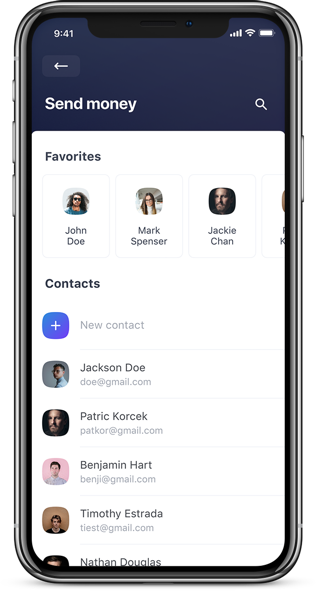 9:41
Send money
Favorites
John
Doe
Mark
Spenser
Jackie
Chan
Contacts
New contact
Jackson Doe
doe@gmail.com
Patric Korcek
patkor@gmail.com
Benjamin Hart
benji@gmail.com
Timothy Estrada
tiest@gmail.com
Nathan Douglas